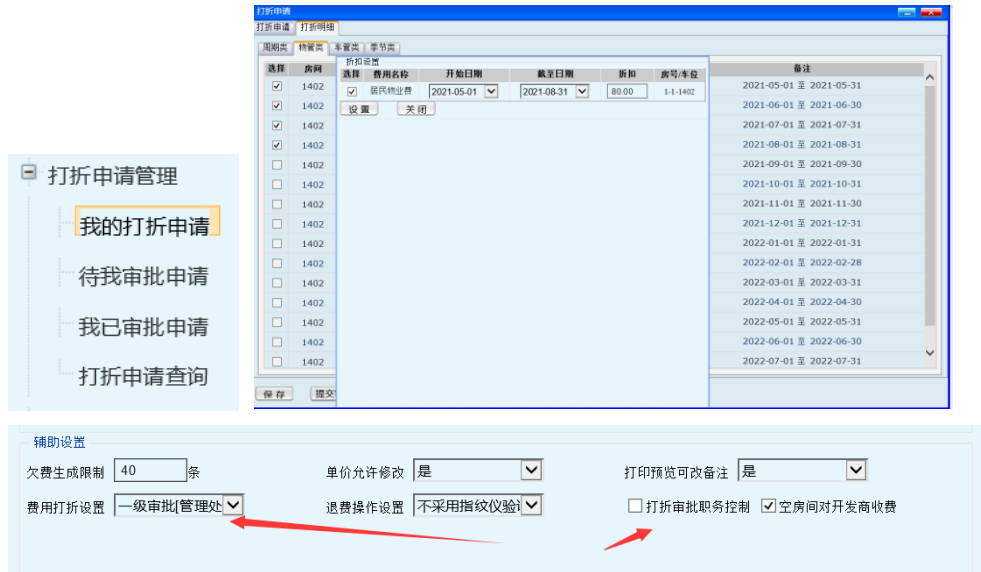 打折申请管理
我的打折申请
待我审批申请
我已审批申请
打折申请查询
打折申请
打折申请 打折明细
周期类 物管类 车管类 季节类
选择 房间 备注
折扣设置
选择 费用名称 开始日期 截至日期 折扣 房号/车位
居民物业费 2021-05-01 2021-08-31 80.00 1-1-1402
设置 关闭
1402 2021-05-01 至 2021-05-31
1402 2021-06-01 至 2021-06-30
1402 2021-07-01 至 2021-07-31
1402 2021-08-01 至 2021-08-31
1402 2021-09-01 至 2021-09-30
1402 2021-10-01 至 2021-10-31
1402 2021-11-01 至 2021-11-30
1402 2021-12-01 至 2021-12-31
1402 2022-01-01 至 2022-01-31
1402 2022-02-01 至 2022-02-28
1402 2022-03-01 至 2022-03-31
1402 2022-04-01 至 2022-04-30
1402 2022-05-01 至 2022-05-31
1402 2022-06-01 至 2022-06-30
1402 2022-07-01 至 2022-07-31
保存 提交
辅助设置
欠费生成限制 40 条 单价允许修改 是 打印预览可改备注 是
费用打折设置 一级审批[管理处 退费操作设置 不采用指纹仪验 打折审批职务控制 空房间对开发商收费